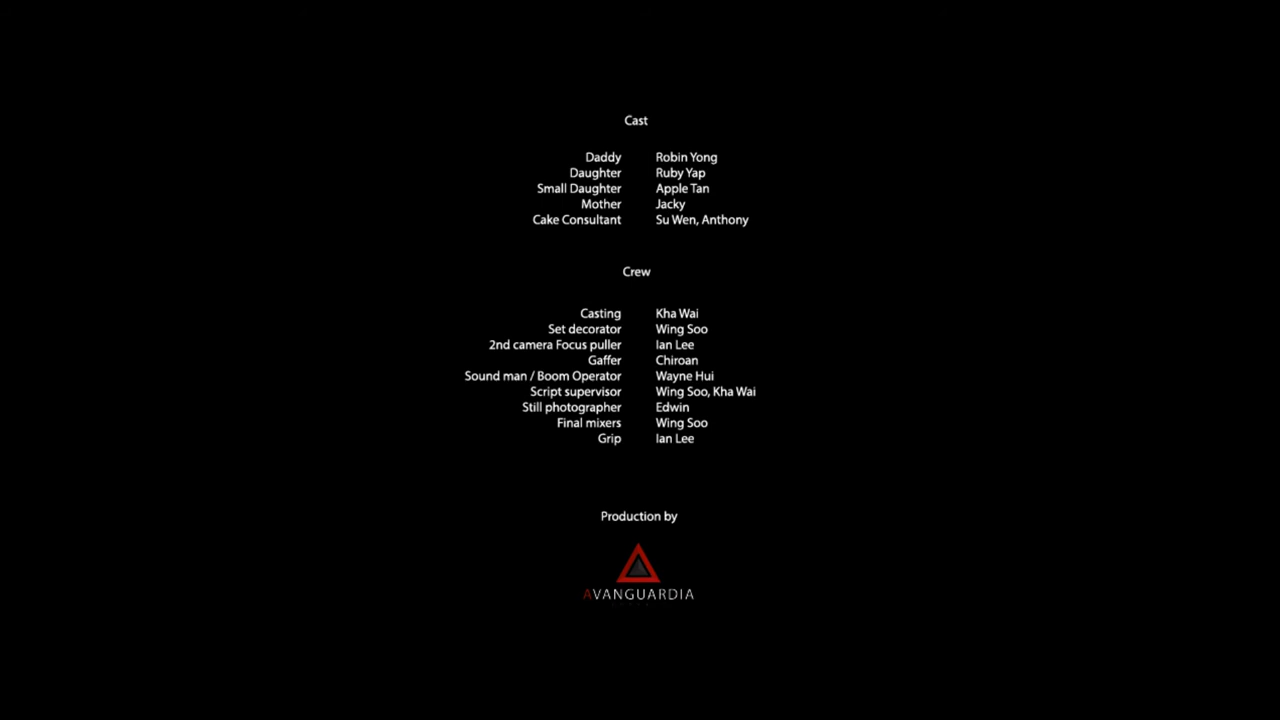 Cast
Daddy Robin Yong
Daughter Ruby Yap
Small Daughter Apple Tan
Mother Jacky
Cake Consultant Su Wen, Anthony
Crew
Casting Kha Wai
Set decorator Wing Soo
2nd camera Focus puller Ian Lee
Gaffer Chiroan
Sound man / Boom Operator Wayne Hui
Script supervisor Wing Soo, Kha Wai
Still photographer Edwin
Final mixers Wing Soo
Grip Ian Lee
Production by
AVANGUARDIA